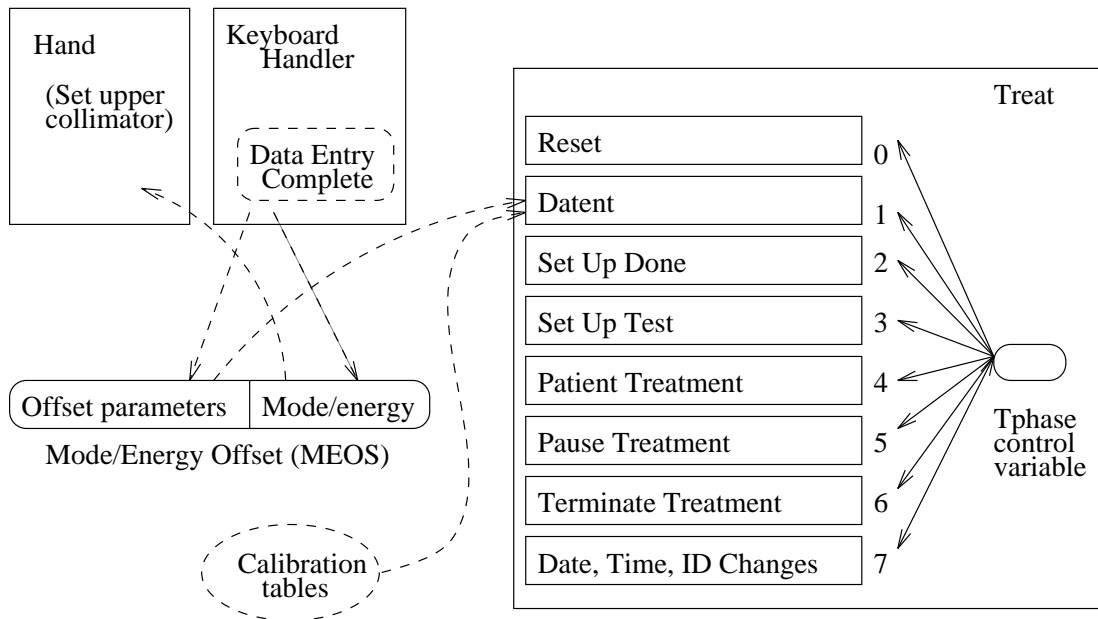 Hand
(Set upper
collimator)
Keyboard
Handler
Data Entry
Complete
Offset parameters
Mode/energy
Mode/Energy Offset (MEOS)
Calibration
tables
Treat
Reset
0
Datent
1
Set Up Done
2
Set Up Test
3
Patient Treatment
4
Pause Treatment
5
Terminate Treatment
6
Date, Time, ID Changes
7
Tphase
control
variable